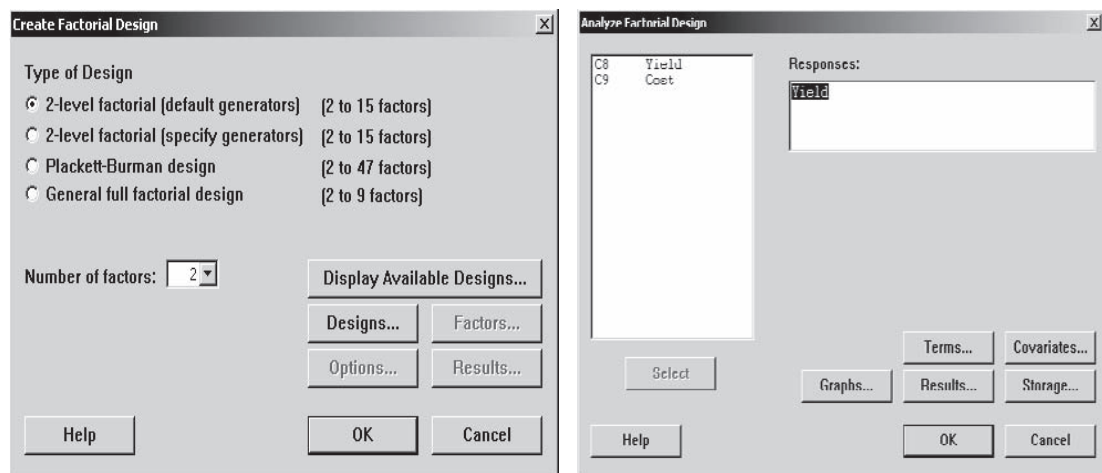 Create Factorial Design
Type of Design
2-level factorial (default generators) (2 to 15 factors)
2-level factorial (specify generators) (2 to 15 factors)
Plackett-Burman design (2 to 47 factors)
General full factorial design (2 to 9 factors)
Number of factors: 2
Display Available Designs...
Designs... Factors...
Options... Results...
Help OK Cancel
Analyze Factorial Design
C8 Yield
C9 Cost
Responses:
Yield
Select
Terms... Covariates...
Graphs... Results... Storage...
Help OK Cancel